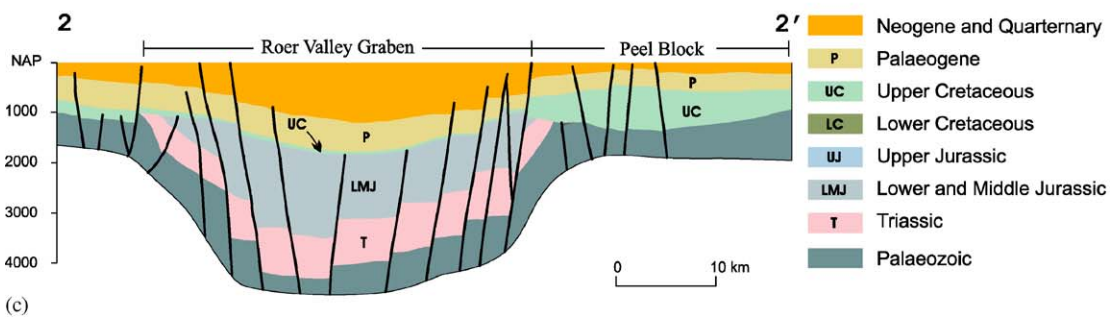 2
2′
Roer Valley Graben
Peel Block
NAP
1000
2000
3000
4000
UC
P
LMJ
T
P
UC
0
10 km
(c)
Neogene and Quarternary
P Palaeogene
UC Upper Cretaceous
LC Lower Cretaceous
UJ Upper Jurassic
LMJ Lower and Middle Jurassic
T Triassic
Palaeozoic